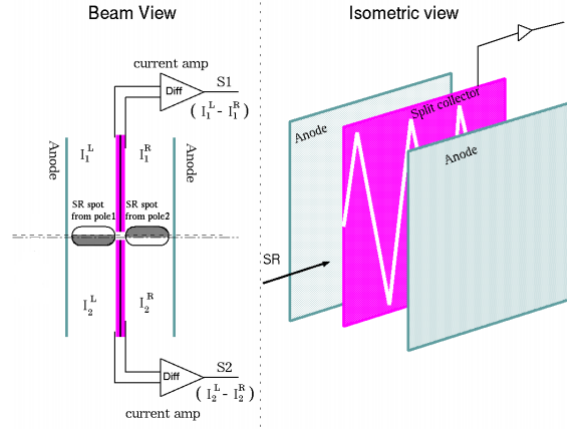 Beam View
Isometric view
current amp
Diff
S1
( I₁ᴸ - I₁ᴿ )
Anode
I₁ᴸ
I₁ᴿ
Anode
SR spot
from pole1
SR spot
from pole2
I₂ᴸ
I₂ᴿ
Diff
S2
( I₂ᴸ - I₂ᴿ )
current amp
Anode
Split collector
Anode
SR